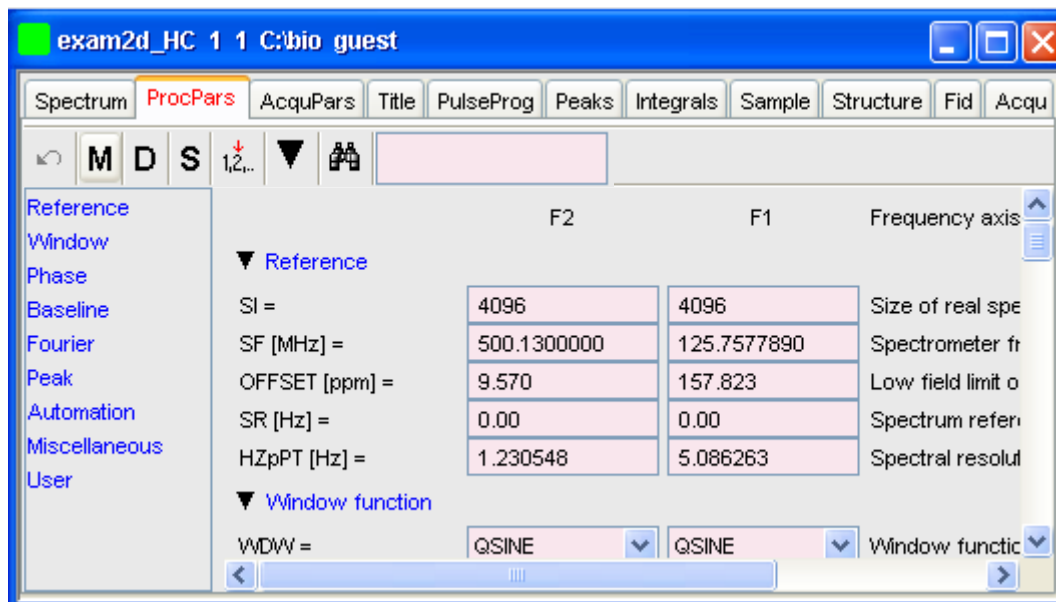 exam2d_HC 1 1 C:\bio guest
Spectrum ProcPars AcquPars Title PulseProg Peaks Integrals Sample Structure Fid Acqu
M D S 1,2,..
Reference
Window
Phase
Baseline
Fourier
Peak
Automation
Miscellaneous
User
F2 F1 Frequency axis
Reference
SI = 4096 4096 Size of real spe
SF [MHz] = 500.1300000 125.7577890 Spectrometer fr
OFFSET [ppm] = 9.570 157.823 Low field limit o
SR [Hz] = 0.00 0.00 Spectrum refer
HZpPT [Hz] = 1.230548 5.086263 Spectral resolut
Window function
WDW = QSINE QSINE Window functic